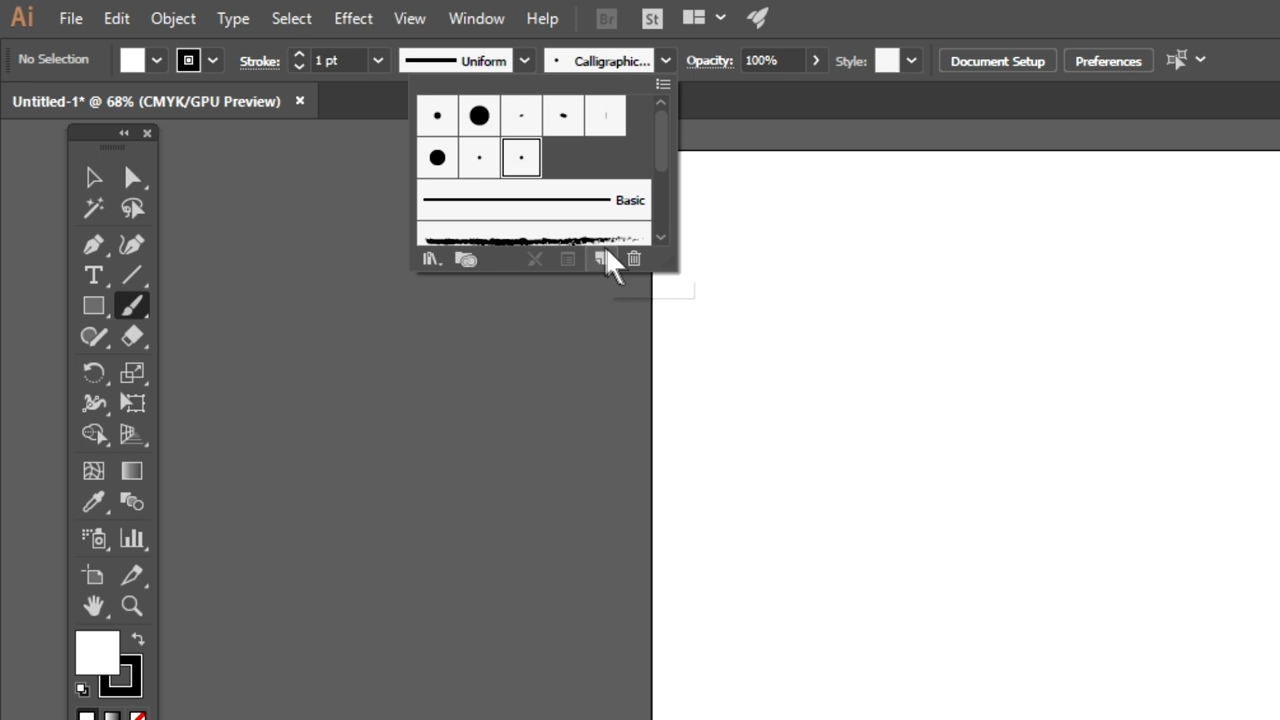 Ai File Edit Object Type Select Effect View Window Help Br St
No Selection Stroke: 1 pt Uniform Calligraphic... Opacity: 100% Style: Document Setup Preferences
Untitled-1* @ 68% (CMYK/GPU Preview) ×
Basic
T